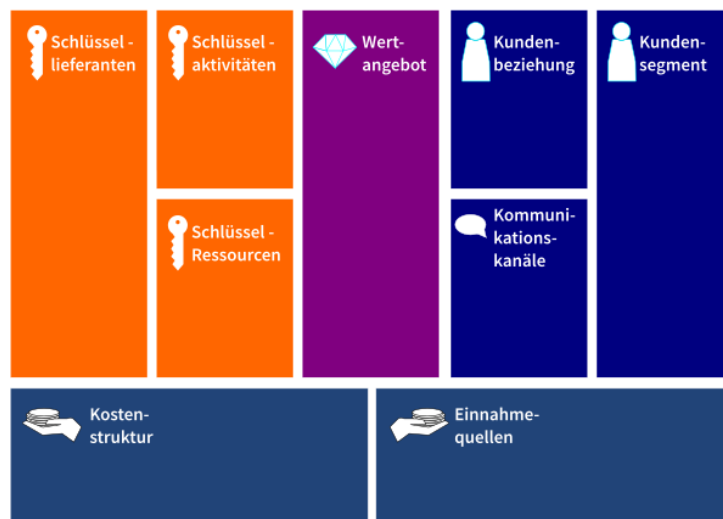 Schlüssel -
lieferanten
Schlüssel -
aktivitäten
Schlüssel -
Ressourcen
Wert-
angebot
Kunden-
beziehung
Kommuni-
kations-
kanäle
Kunden-
segment
Kosten-
struktur
Einnahme-
quellen